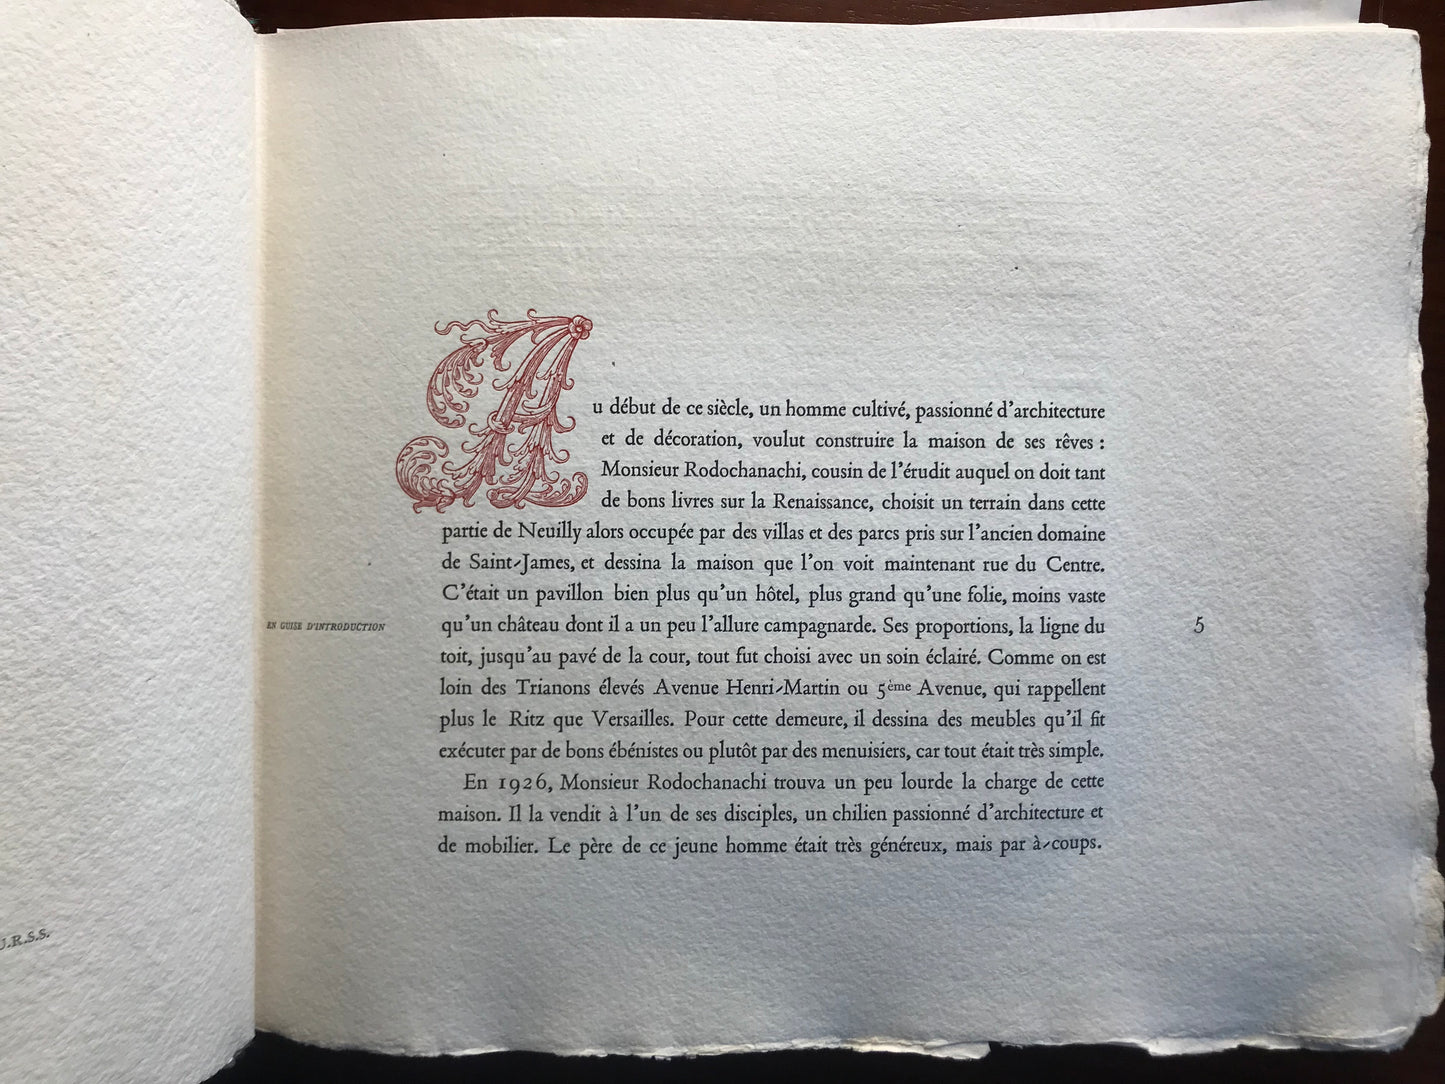 J.R.S.S.
EN GUISE D'INTRODUCTION
Au début de ce siècle, un homme cultivé, passionné d'architecture
et de décoration, voulut construire la maison de ses rêves :
Monsieur Rodochanachi, cousin de l'érudit auquel on doit tant
de bons livres sur la Renaissance, choisit un terrain dans cette
partie de Neuilly alors occupée par des villas et des parcs pris sur l'ancien domaine
de Saint-James, et dessina la maison que l'on voit maintenant rue du Centre.
C'était un pavillon bien plus qu'un hôtel, plus grand qu'une folie, moins vaste
qu'un château dont il a un peu l'allure campagnarde. Ses proportions, la ligne du
toit, jusqu'au pavé de la cour, tout fut choisi avec un soin éclairé. Comme on est
loin des Trianons élevés Avenue Henri-Martin ou 5ème Avenue, qui rappellent
plus le Ritz que Versailles. Pour cette demeure, il dessina des meubles qu'il fit
exécuter par de bons ébénistes ou plutôt par des menuisiers, car tout était très simple.
En 1926, Monsieur Rodochanachi trouva un peu lourde la charge de cette
maison. Il la vendit à l'un de ses disciples, un chilien passionné d'architecture et
de mobilier. Le père de ce jeune homme était très généreux, mais par à-coups.
5